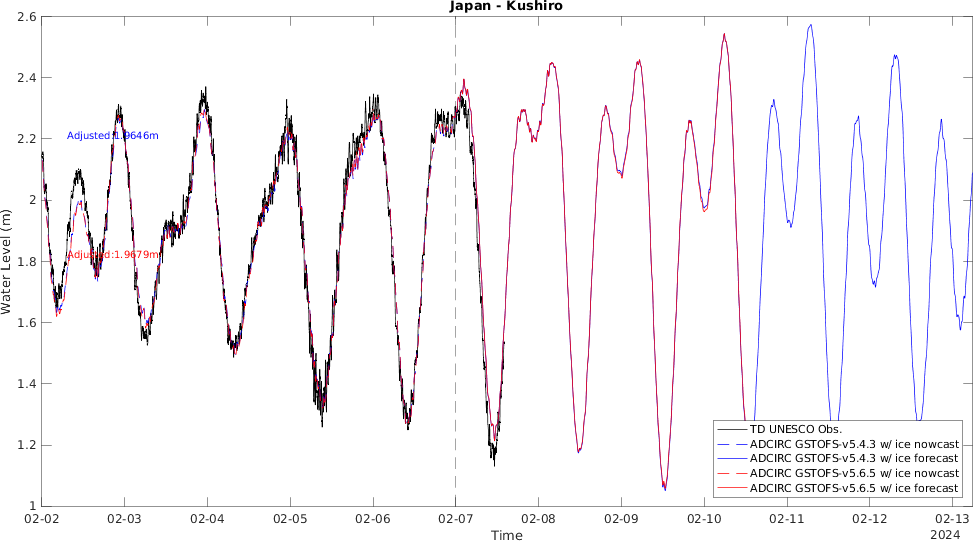 Japan - Kushiro
2.6
2.4
2.2
2
1.8
1.6
1.4
1.2
1
Water Level (m)
Adjusted:1.9646m
Adjusted:1.9679m
TD UNESCO Obs.
ADCIRC GSTOFS-v5.4.3 w/ ice nowcast
ADCIRC GSTOFS-v5.4.3 w/ ice forecast
ADCIRC GSTOFS-v5.6.5 w/ ice nowcast
ADCIRC GSTOFS-v5.6.5 w/ ice forecast
02-02 02-03 02-04 02-05 02-06 02-07 02-08 02-09 02-10 02-11 02-12 02-13
Time
2024